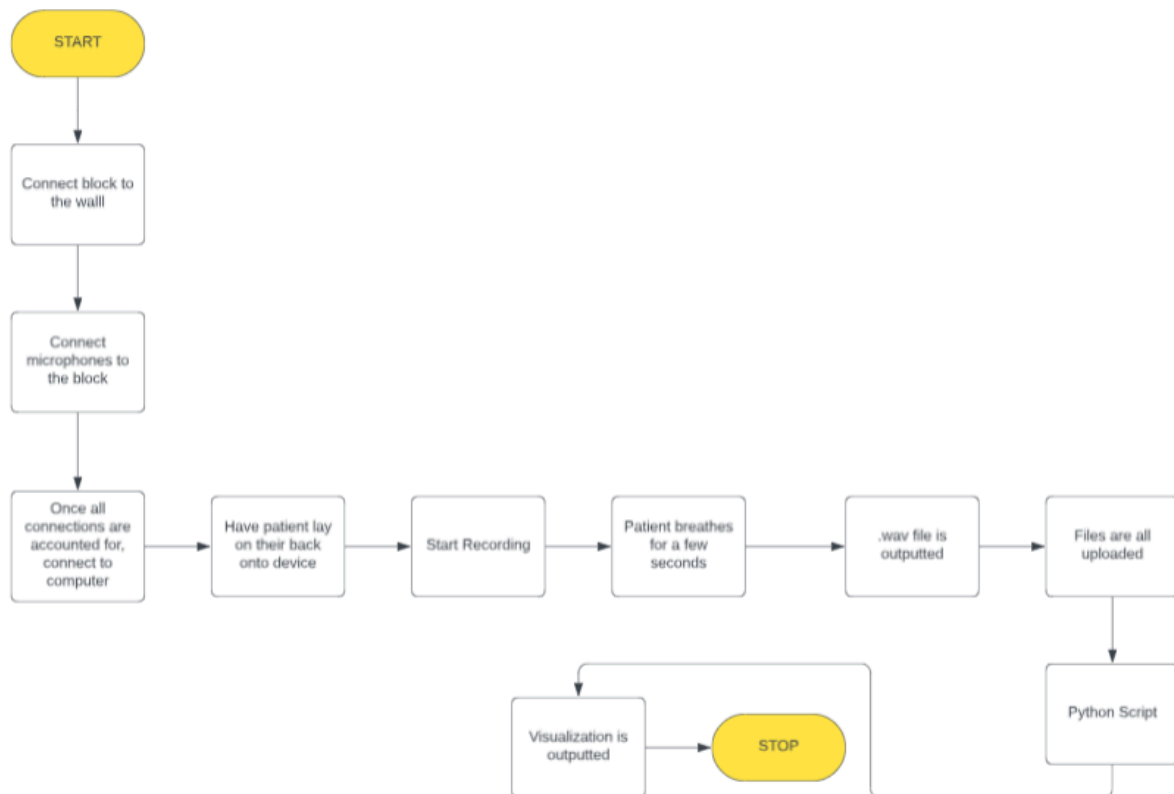 START
Connect block to
the walll
Connect
microphones to
the block
Once all
connections are
accounted for,
connect to
computer
Have patient lay
on their back
onto device
Start Recording
Patient breathes
for a few
seconds
.wav file is
outputted
Files are all
uploaded
Python Script
Visualization is
outputted
STOP